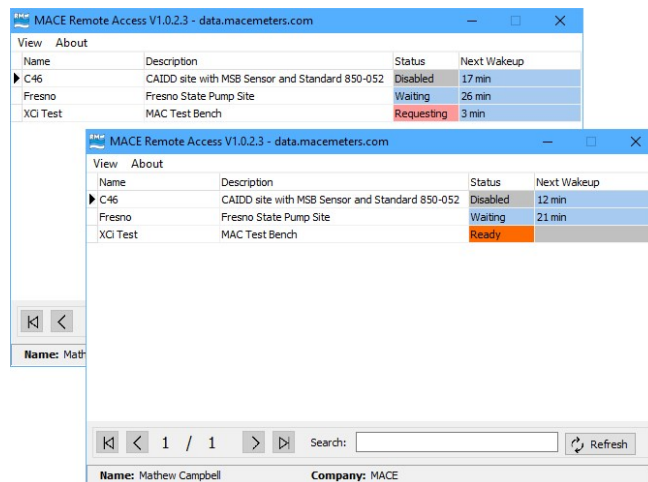 MACE Remote Access V1.0.2.3 - data.macemeters.com
View About
Name Description Status Next Wakeup
C46 CAIDD site with MSB Sensor and Standard 850-052 Disabled 17 min
Fresno Fresno State Pump Site Waiting 26 min
XCi Test MACE Test Bench Requesting 3 min
Name: Math
MACE Remote Access V1.0.2.3 - data.macemeters.com
View About
Name Description Status Next Wakeup
C46 CAIDD site with MSB Sensor and Standard 850-052 Disabled 12 min
Fresno Fresno State Pump Site Waiting 21 min
XCi Test MAC Test Bench Ready
1 / 1 Search: Refresh
Name: Mathew Campbell Company: MACE